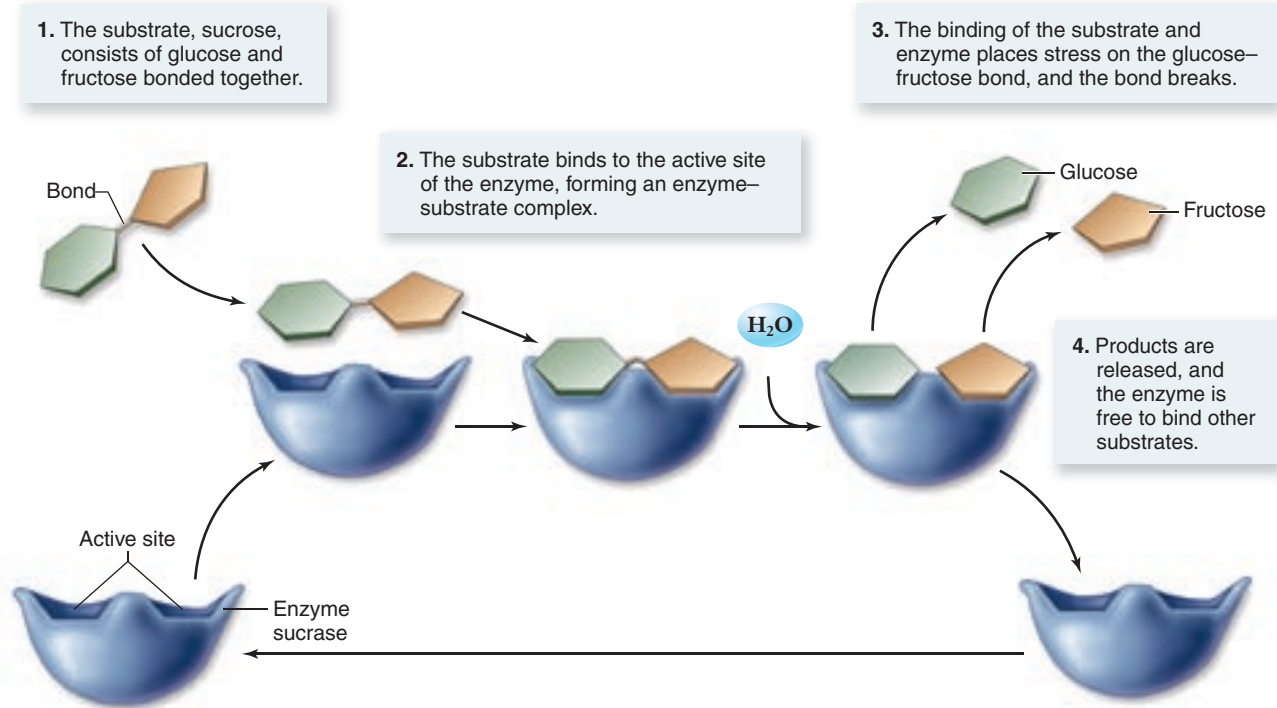 1. The substrate, sucrose,
consists of glucose and
fructose bonded together.
Bond
2. The substrate binds to the active site
of the enzyme, forming an enzyme–
substrate complex.
3. The binding of the substrate and
enzyme places stress on the glucose–
fructose bond, and the bond breaks.
Glucose
Fructose
H₂O
4. Products are
released, and
the enzyme is
free to bind other
substrates.
Active site
Enzyme
sucrase